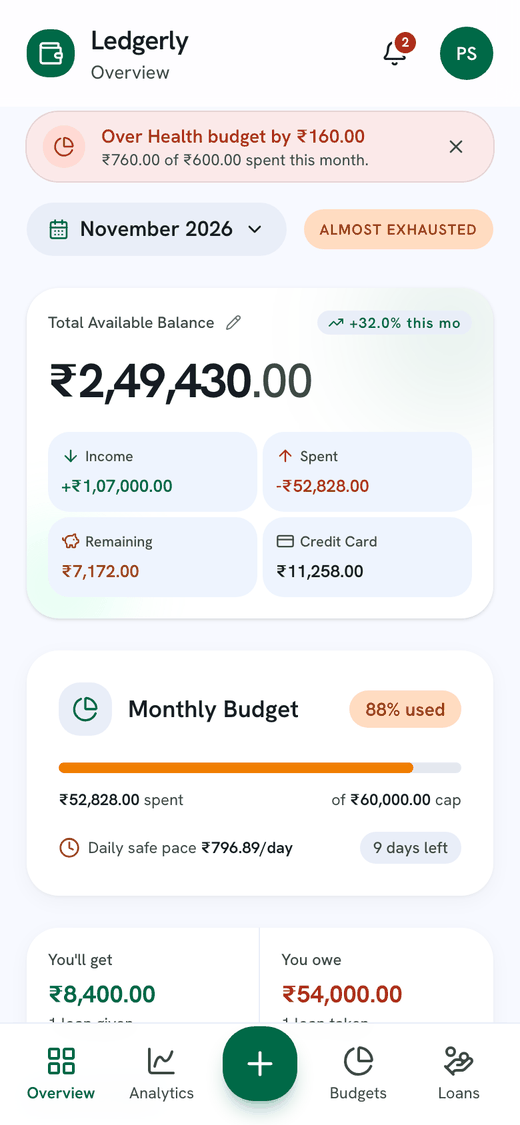 Ledgerly
Overview
2
PS
Over Health budget by ₹160.00
₹760.00 of ₹600.00 spent this month.
November 2026
ALMOST EXHAUSTED
Total Available Balance
+32.0% this mo
₹2,49,430.00
Income
+₹1,07,000.00
Spent
-₹52,828.00
Remaining
₹7,172.00
Credit Card
₹11,258.00
Monthly Budget
88% used
₹52,828.00 spent
of ₹60,000.00 cap
Daily safe pace ₹796.89/day
9 days left
You'll get
₹8,400.00
You owe
₹54,000.00
Overview
Analytics
Budgets
Loans